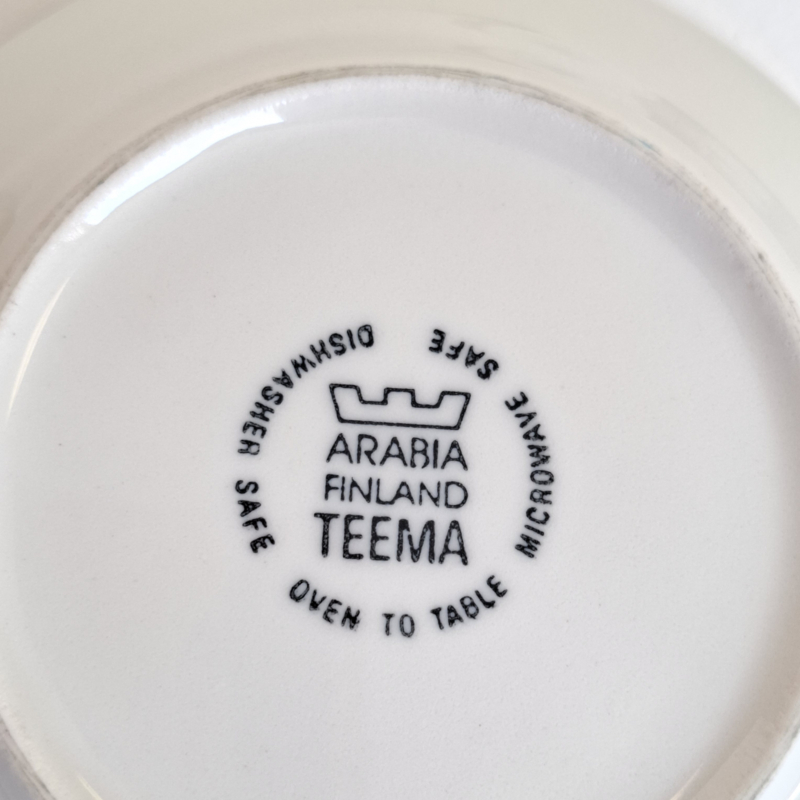 ARABIA
FINLAND
TEEMA
DISHWASHER SAFE OVEN TO TABLE MICROWAVE SAFE